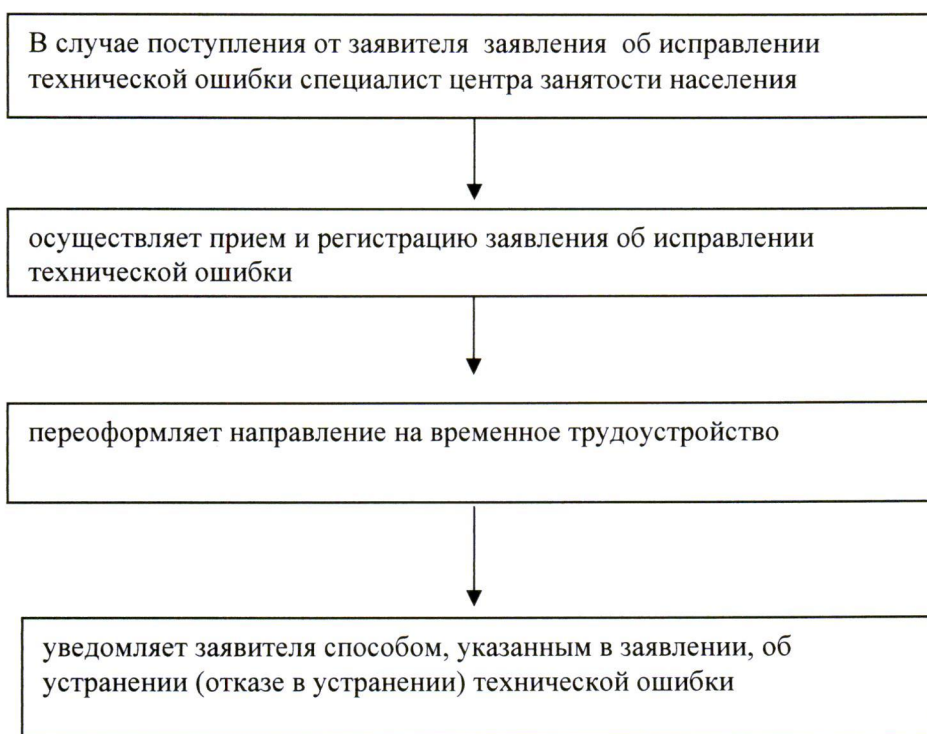 В случае поступления от заявителя  заявления  об исправлении
технической ошибки специалист центра занятости населения
осуществляет прием и регистрацию заявления об исправлении
технической ошибки
переоформляет направление на временное трудоустройство
уведомляет заявителя способом, указанным в заявлении, об
устранении (отказе в устранении) технической ошибки